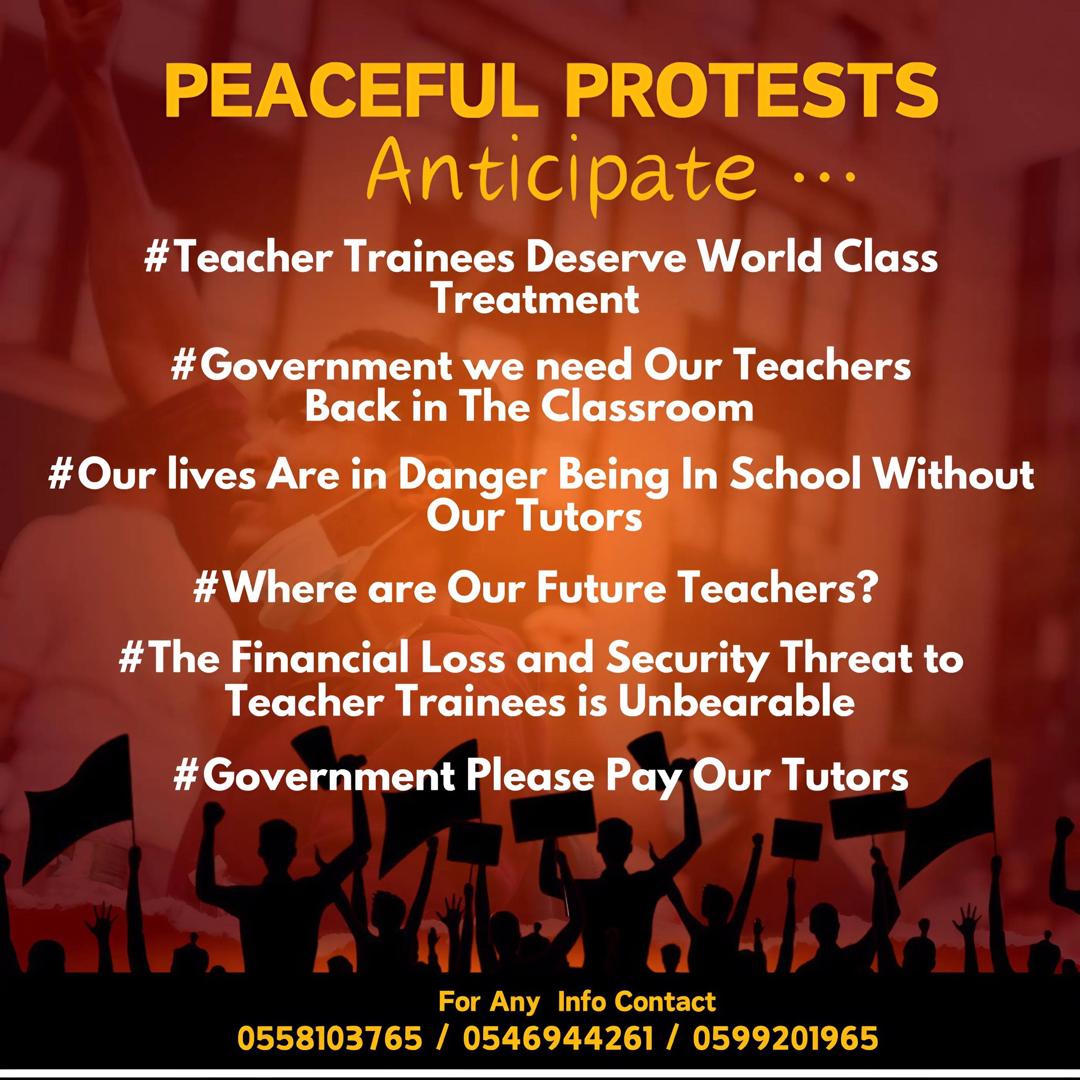 PEACEFUL PROTESTS
Anticipate ...
#Teacher Trainees Deserve World Class
Treatment
#Government we need Our Teachers
Back in The Classroom
#Our lives Are in Danger Being In School Without
Our Tutors
#Where are Our Future Teachers?
#The Financial Loss and Security Threat to
Teacher Trainees is Unbearable
#Government Please Pay Our Tutors
For Any Info Contact
0558103765 / 0546944261 / 0599201965